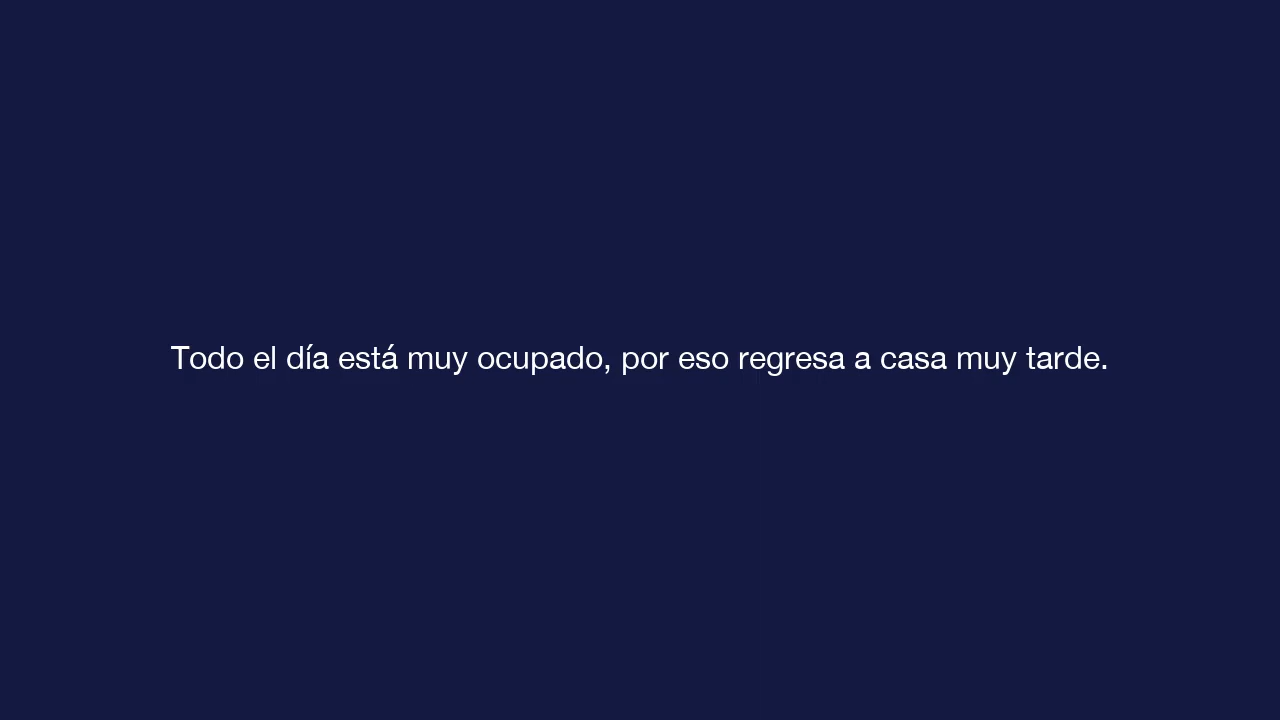 Todo el día está muy ocupado, por eso regresa a casa muy tarde.